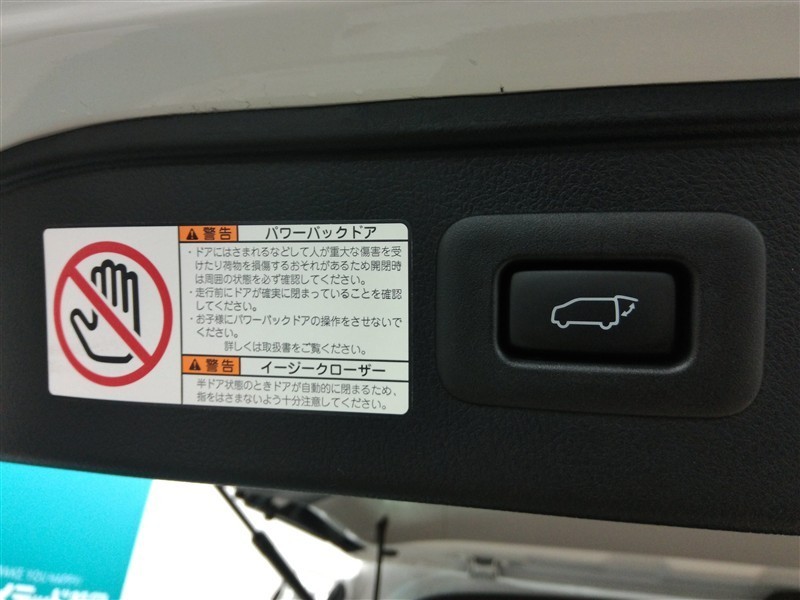 警告 パワーバックドア
・ドアにはさまれるなどして人が重大な傷害を受
けたり荷物を損傷するおそれがあるため開閉時
は周囲の状態を必ず確認してください。
・走行前にドアが確実に閉まっていることを確認
してください。
・お子様にパワーバックドアの操作をさせないで
ください。
詳しくは取扱書をご覧ください。
警告 イージークローザー
半ドア状態のときドアが自動的に閉まるため、
指をはさまないよう十分注意してください。
MAKE YOU HAPPY